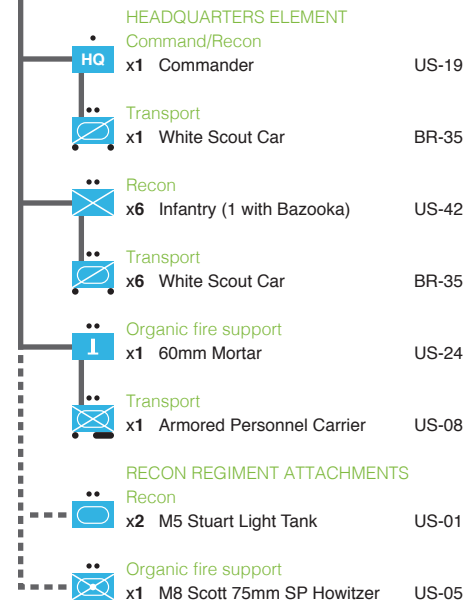 HEADQUARTERS ELEMENT
Command/Recon
HQ
x1 Commander US-19
Transport
x1 White Scout Car BR-35
Recon
x6 Infantry (1 with Bazooka) US-42
Transport
x6 White Scout Car BR-35
Organic fire support
x1 60mm Mortar US-24
Transport
x1 Armored Personnel Carrier US-08
RECON REGIMENT ATTACHMENTS
Recon
x2 M5 Stuart Light Tank US-01
Organic fire support
x1 M8 Scott 75mm SP Howitzer US-05